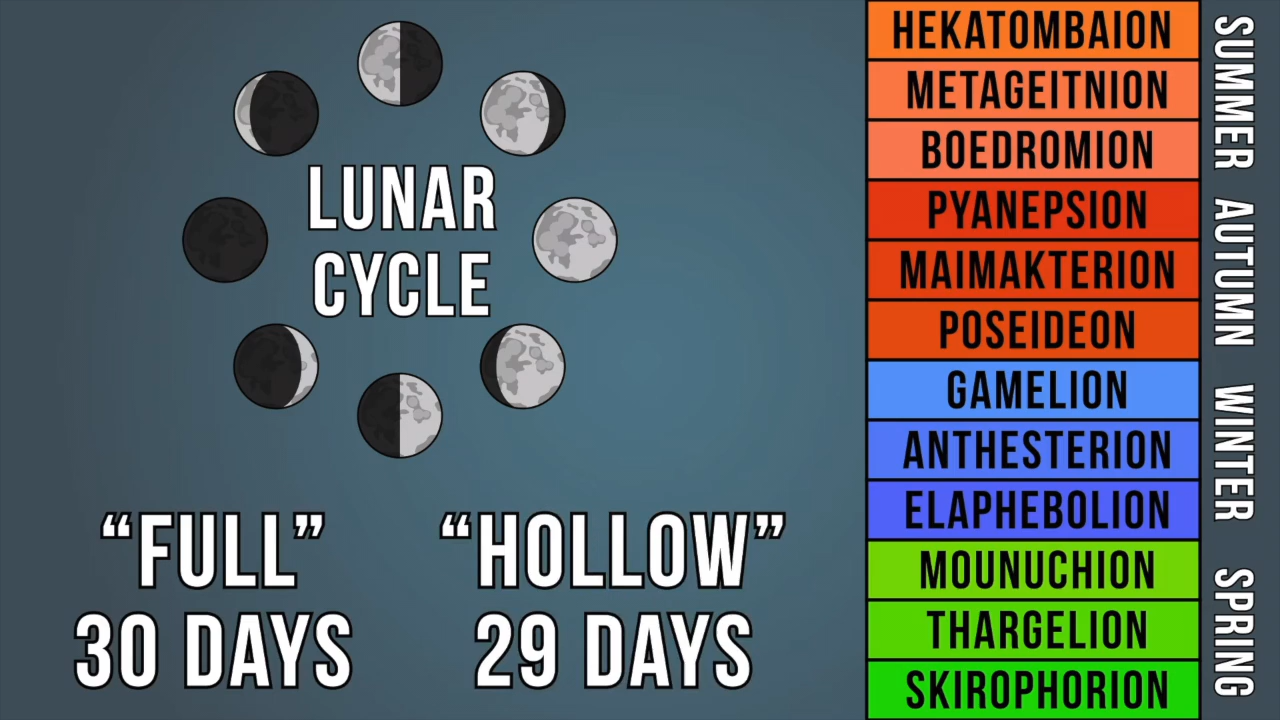 LUNAR
CYCLE
“FULL”
30 DAYS
“HOLLOW”
29 DAYS
HEKATOMBAION
METAGEITNION
BOEDROMION
PYANEPSION
MAIMAKTERION
POSEIDEON
GAMELION
ANTHESTERION
ELAPHEBOLION
MOUNUCHION
THARGELION
SKIROPHORION
SUMMER
AUTUMN
WINTER
SPRING